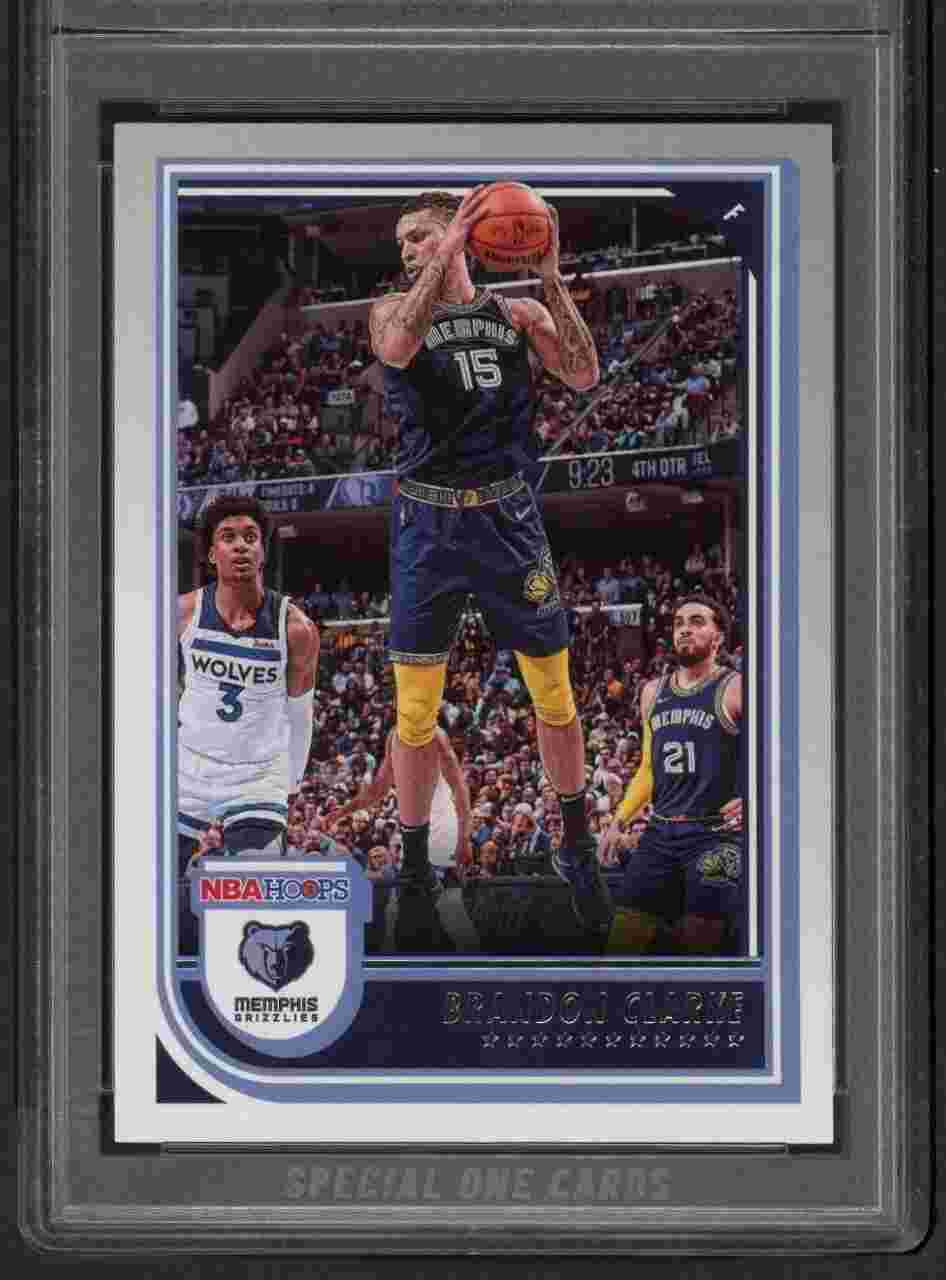 F
MEMPHIS
15
9:23 4TH QTR
WOLVES
3
MEMPHIS
21
NBA HOOPS
MEMPHIS
GRIZZLIES
BRANDON CLARKE
SPECIAL ONE CARDS